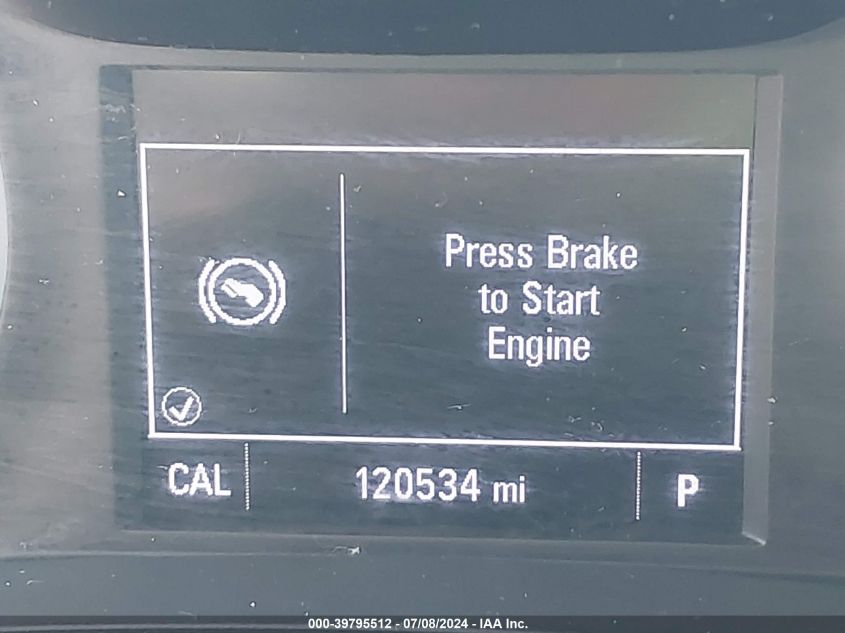 Press Brake
to Start
Engine
CAL 120534 mi P
000-39795512 - 07/08/2024 - IAA Inc.